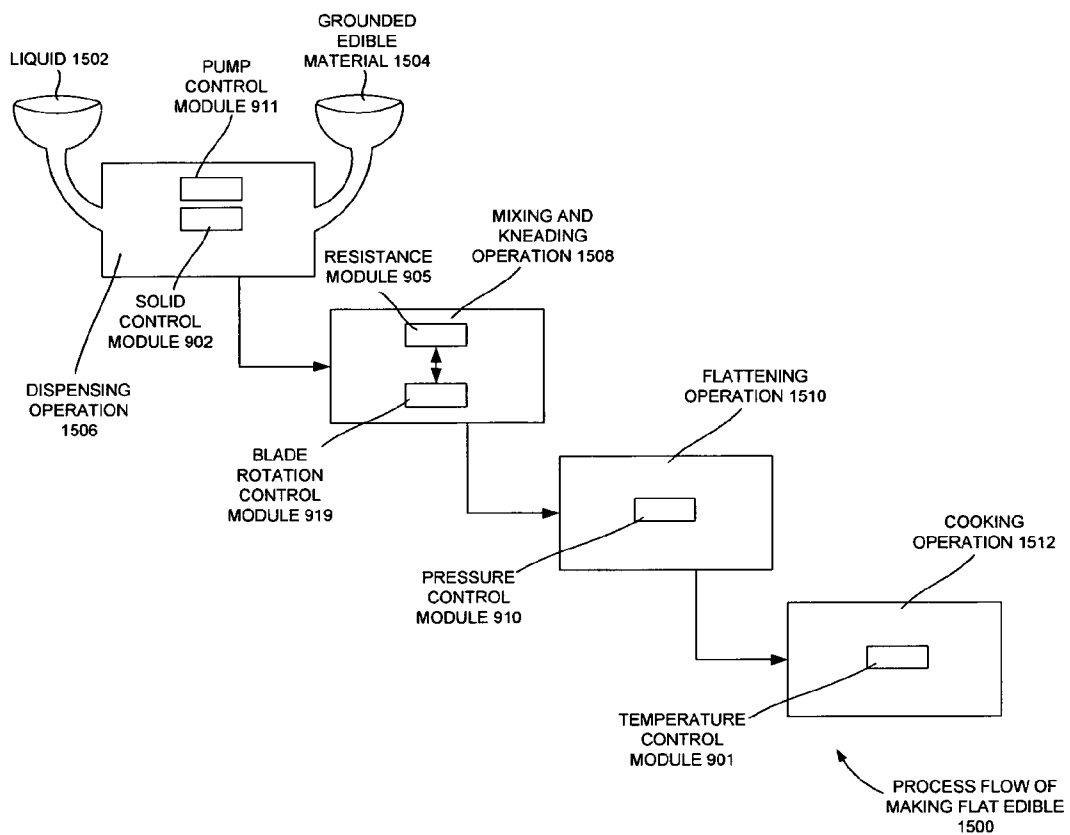 LIQUID 1502
PUMP
CONTROL
MODULE 911
GROUNDED
EDIBLE
MATERIAL 1504
SOLID
CONTROL
MODULE 902
DISPENSING
OPERATION
1506
RESISTANCE
MODULE 905
MIXING AND
KNEADING
OPERATION 1508
BLADE
ROTATION
CONTROL
MODULE 919
FLATTENING
OPERATION 1510
PRESSURE
CONTROL
MODULE 910
COOKING
OPERATION 1512
TEMPERATURE
CONTROL
MODULE 901
PROCESS FLOW OF
MAKING FLAT EDIBLE
1500